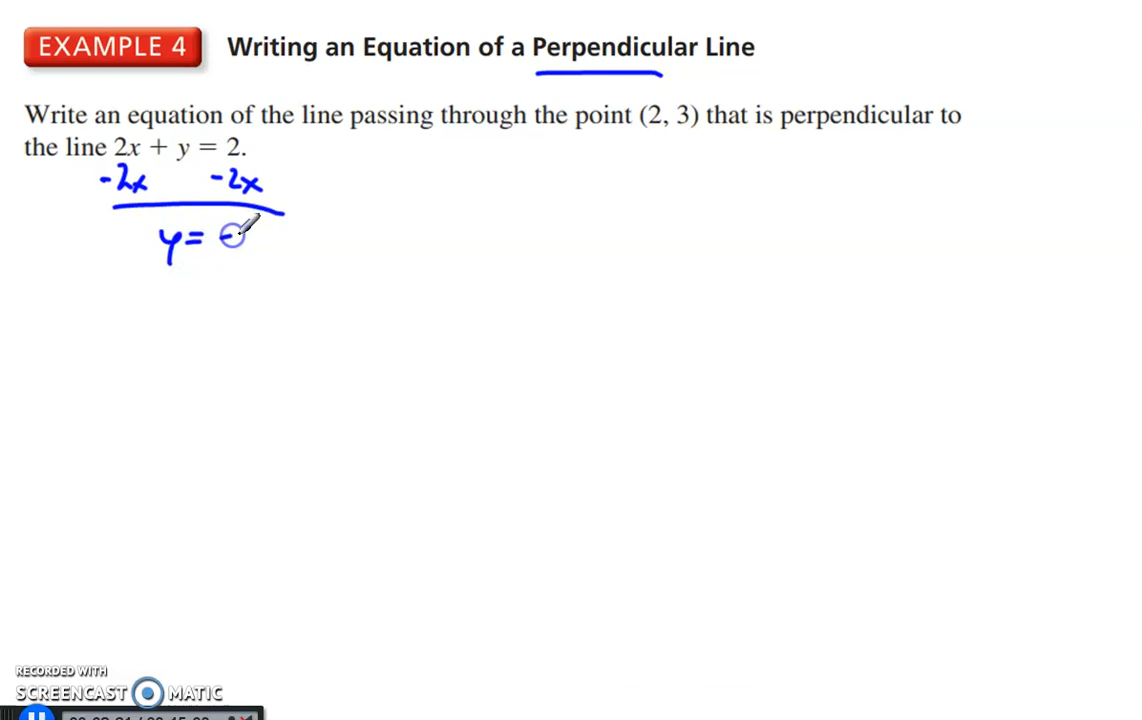 EXAMPLE 4 Writing an Equation of a Perpendicular Line
Write an equation of the line passing through the point (2, 3) that is perpendicular to
the line 2x + y = 2.
-2x -2x
y = -
RECORDED WITH
SCREENCAST MATIC